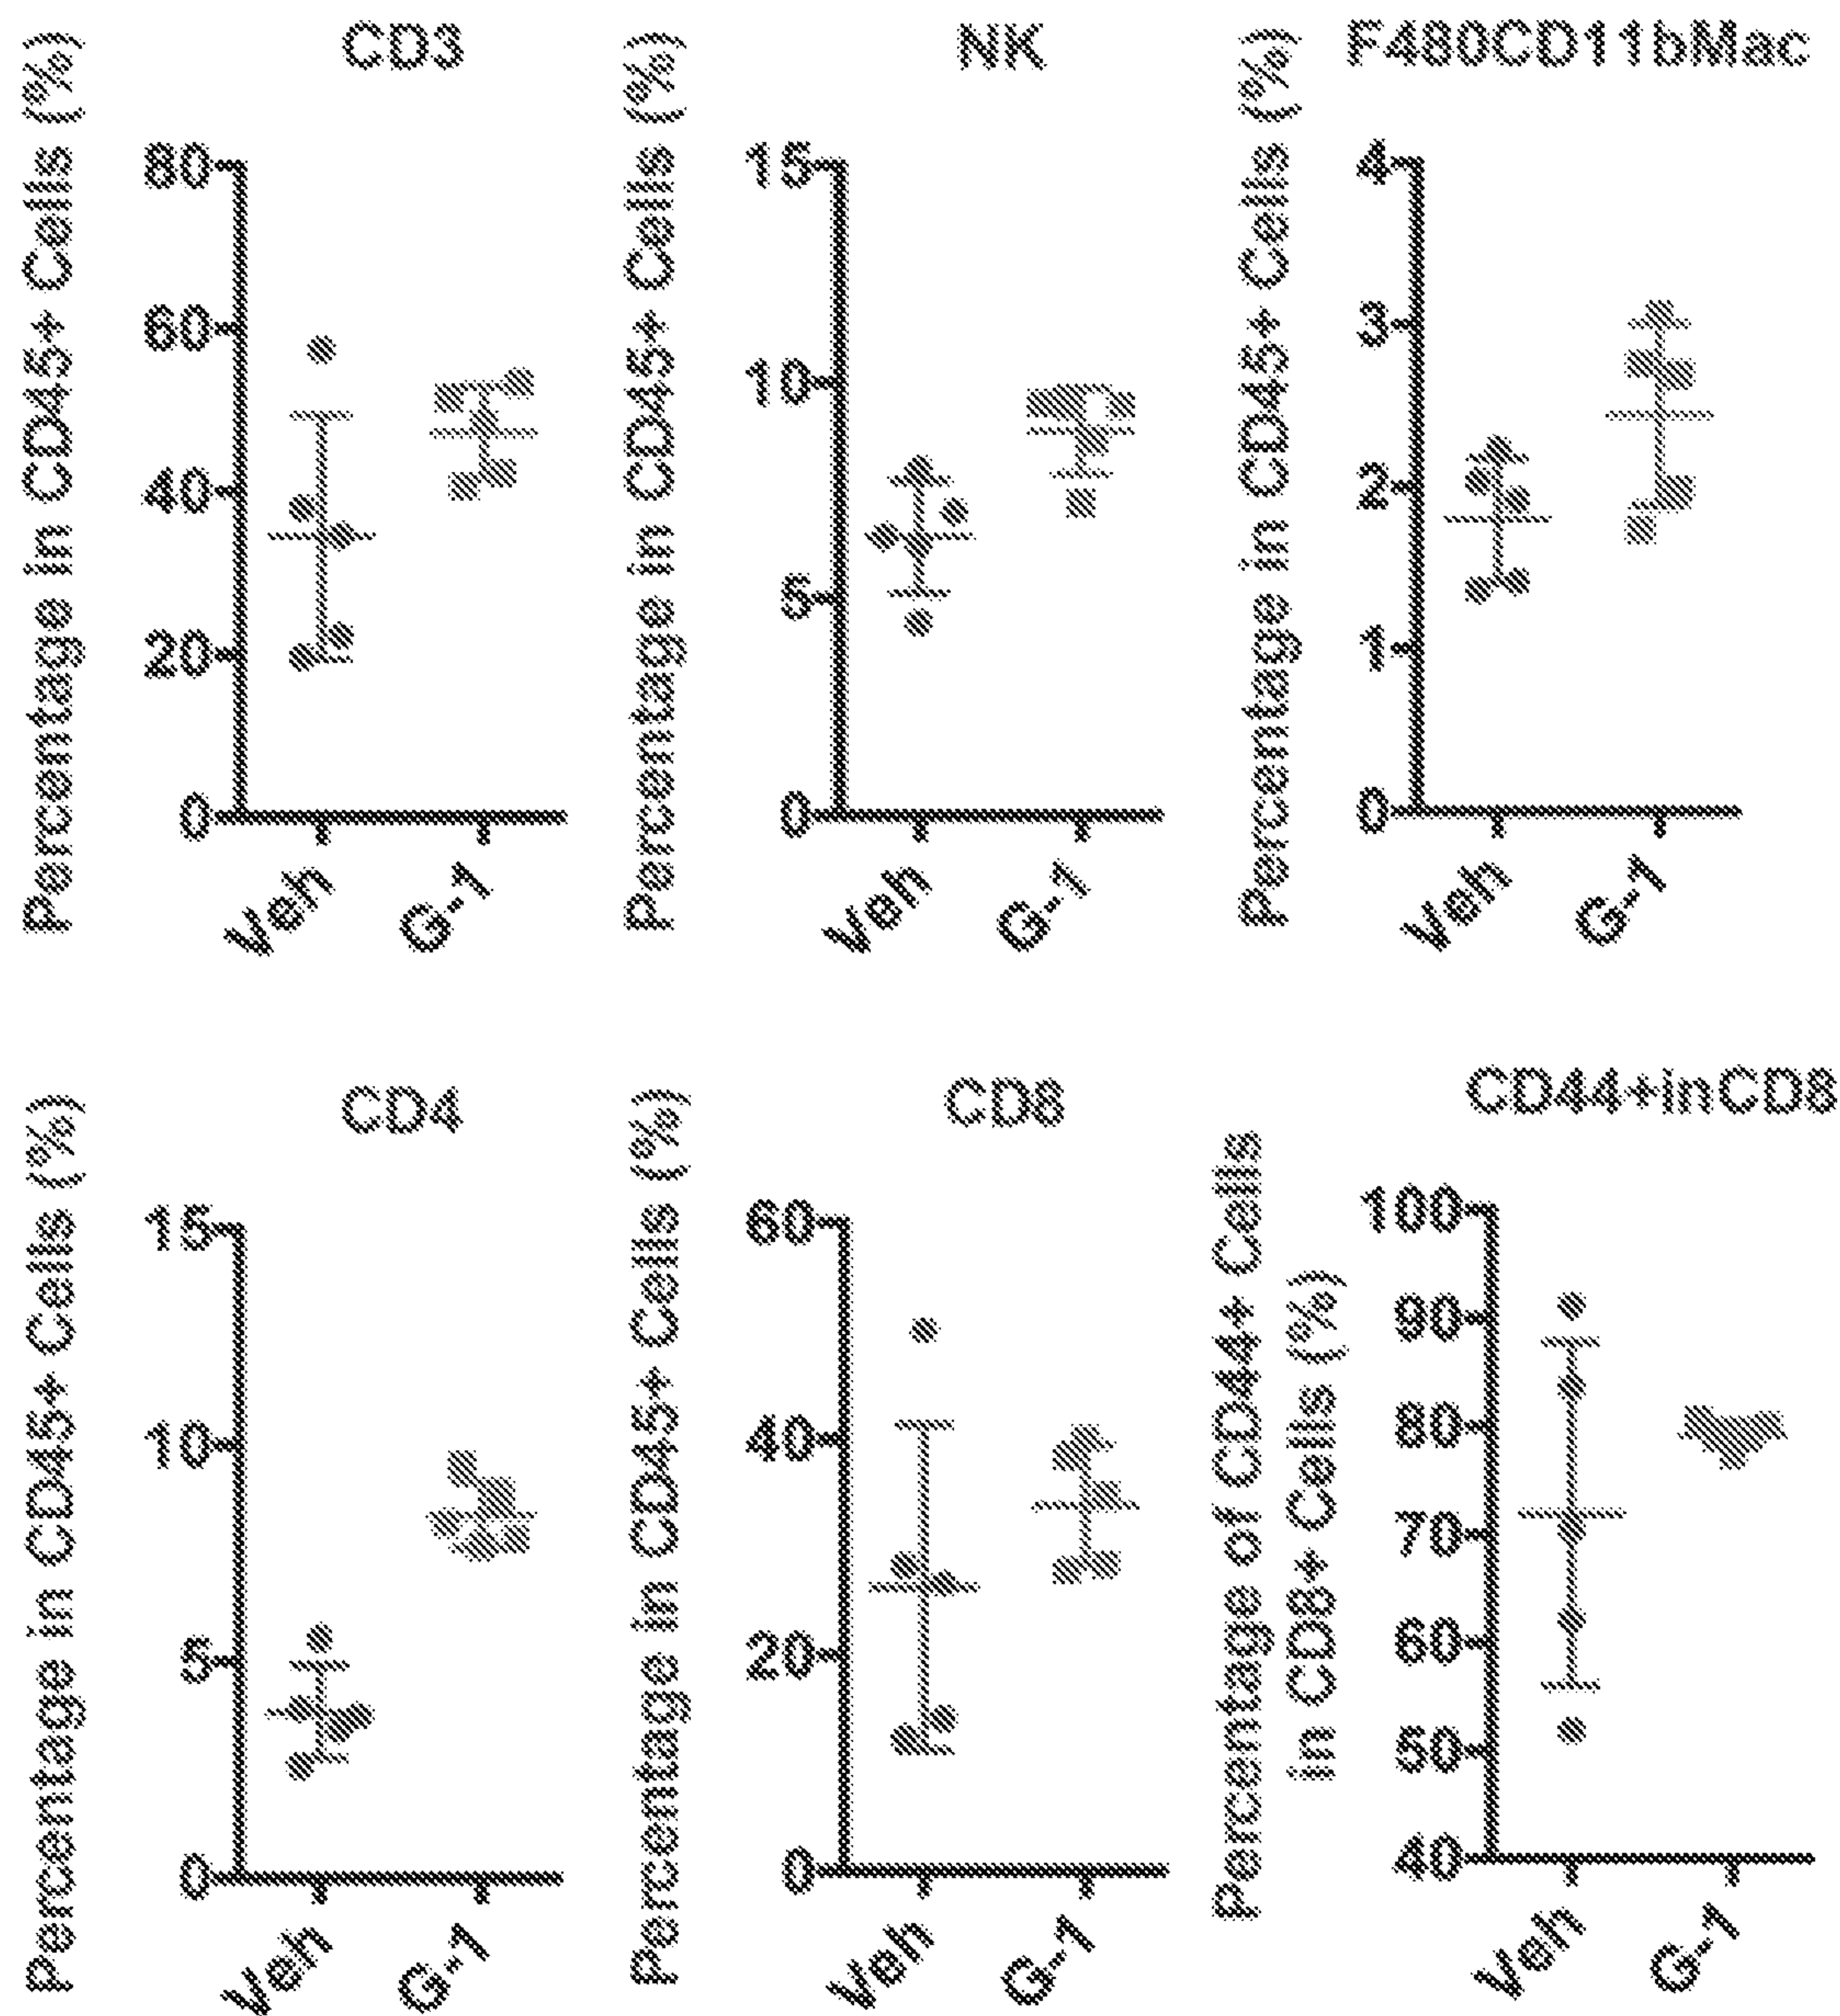 CD3
Percentage in CD45+ Cells (%)
80
60
40
20
0
Veh
G-1
NK
Percentage in CD45+ Cells (%)
15
10
5
0
Veh
G-1
F480CD11bMac
Percentage in CD45+ Cells (%)
4
3
2
1
0
Veh
G-1
CD4
Percentage in CD45+ Cells (%)
15
10
5
0
Veh
G-1
CD8
Percentage in CD45+ Cells (%)
60
40
20
0
Veh
G-1
CD44+inCD8
Percentage of CD44+ Cells
in CD8+ Cells (%)
100
90
80
70
60
50
40
Veh
G-1